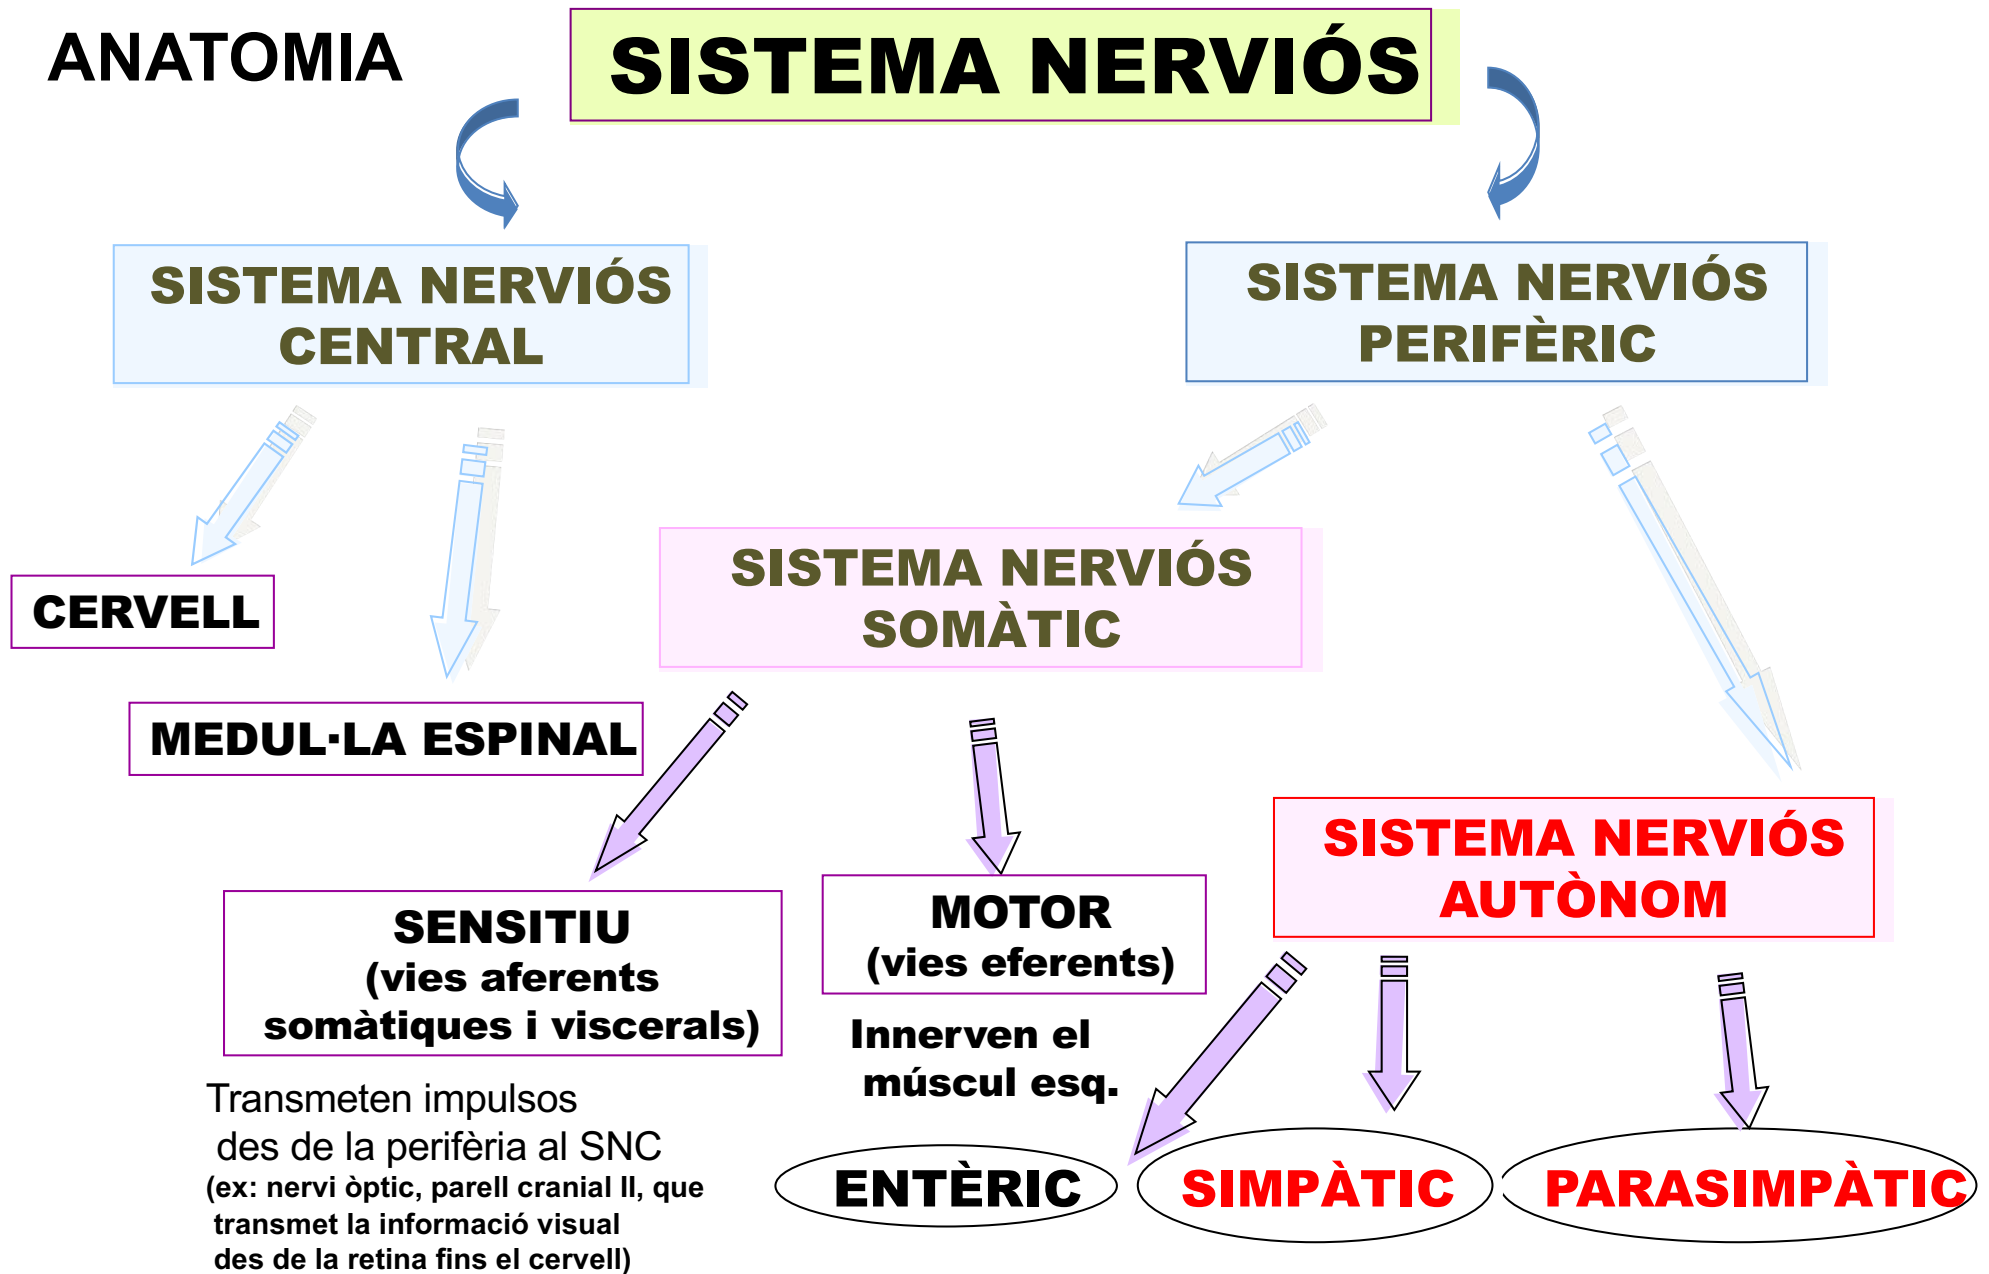 ANATOMIA
SISTEMA NERVIÓS
SISTEMA NERVIÓS
CENTRAL
SISTEMA NERVIÓS
PERIFÈRIC
CERVELL
MEDUL·LA ESPINAL
SISTEMA NERVIÓS
SOMÀTIC
SENSITIU
(vies aferents
somàtiques i viscerals)
Transmeten impulsos
des de la perifèria al SNC
(ex: nervi òptic, parell cranial II, que
transmet la informació visual
des de la retina fins el cervell)
MOTOR
(vies eferents)
Innerven el
múscul esq.
SISTEMA NERVIÓS
AUTÒNOM
ENTÈRIC
SIMPÀTIC
PARASIMPÀTIC